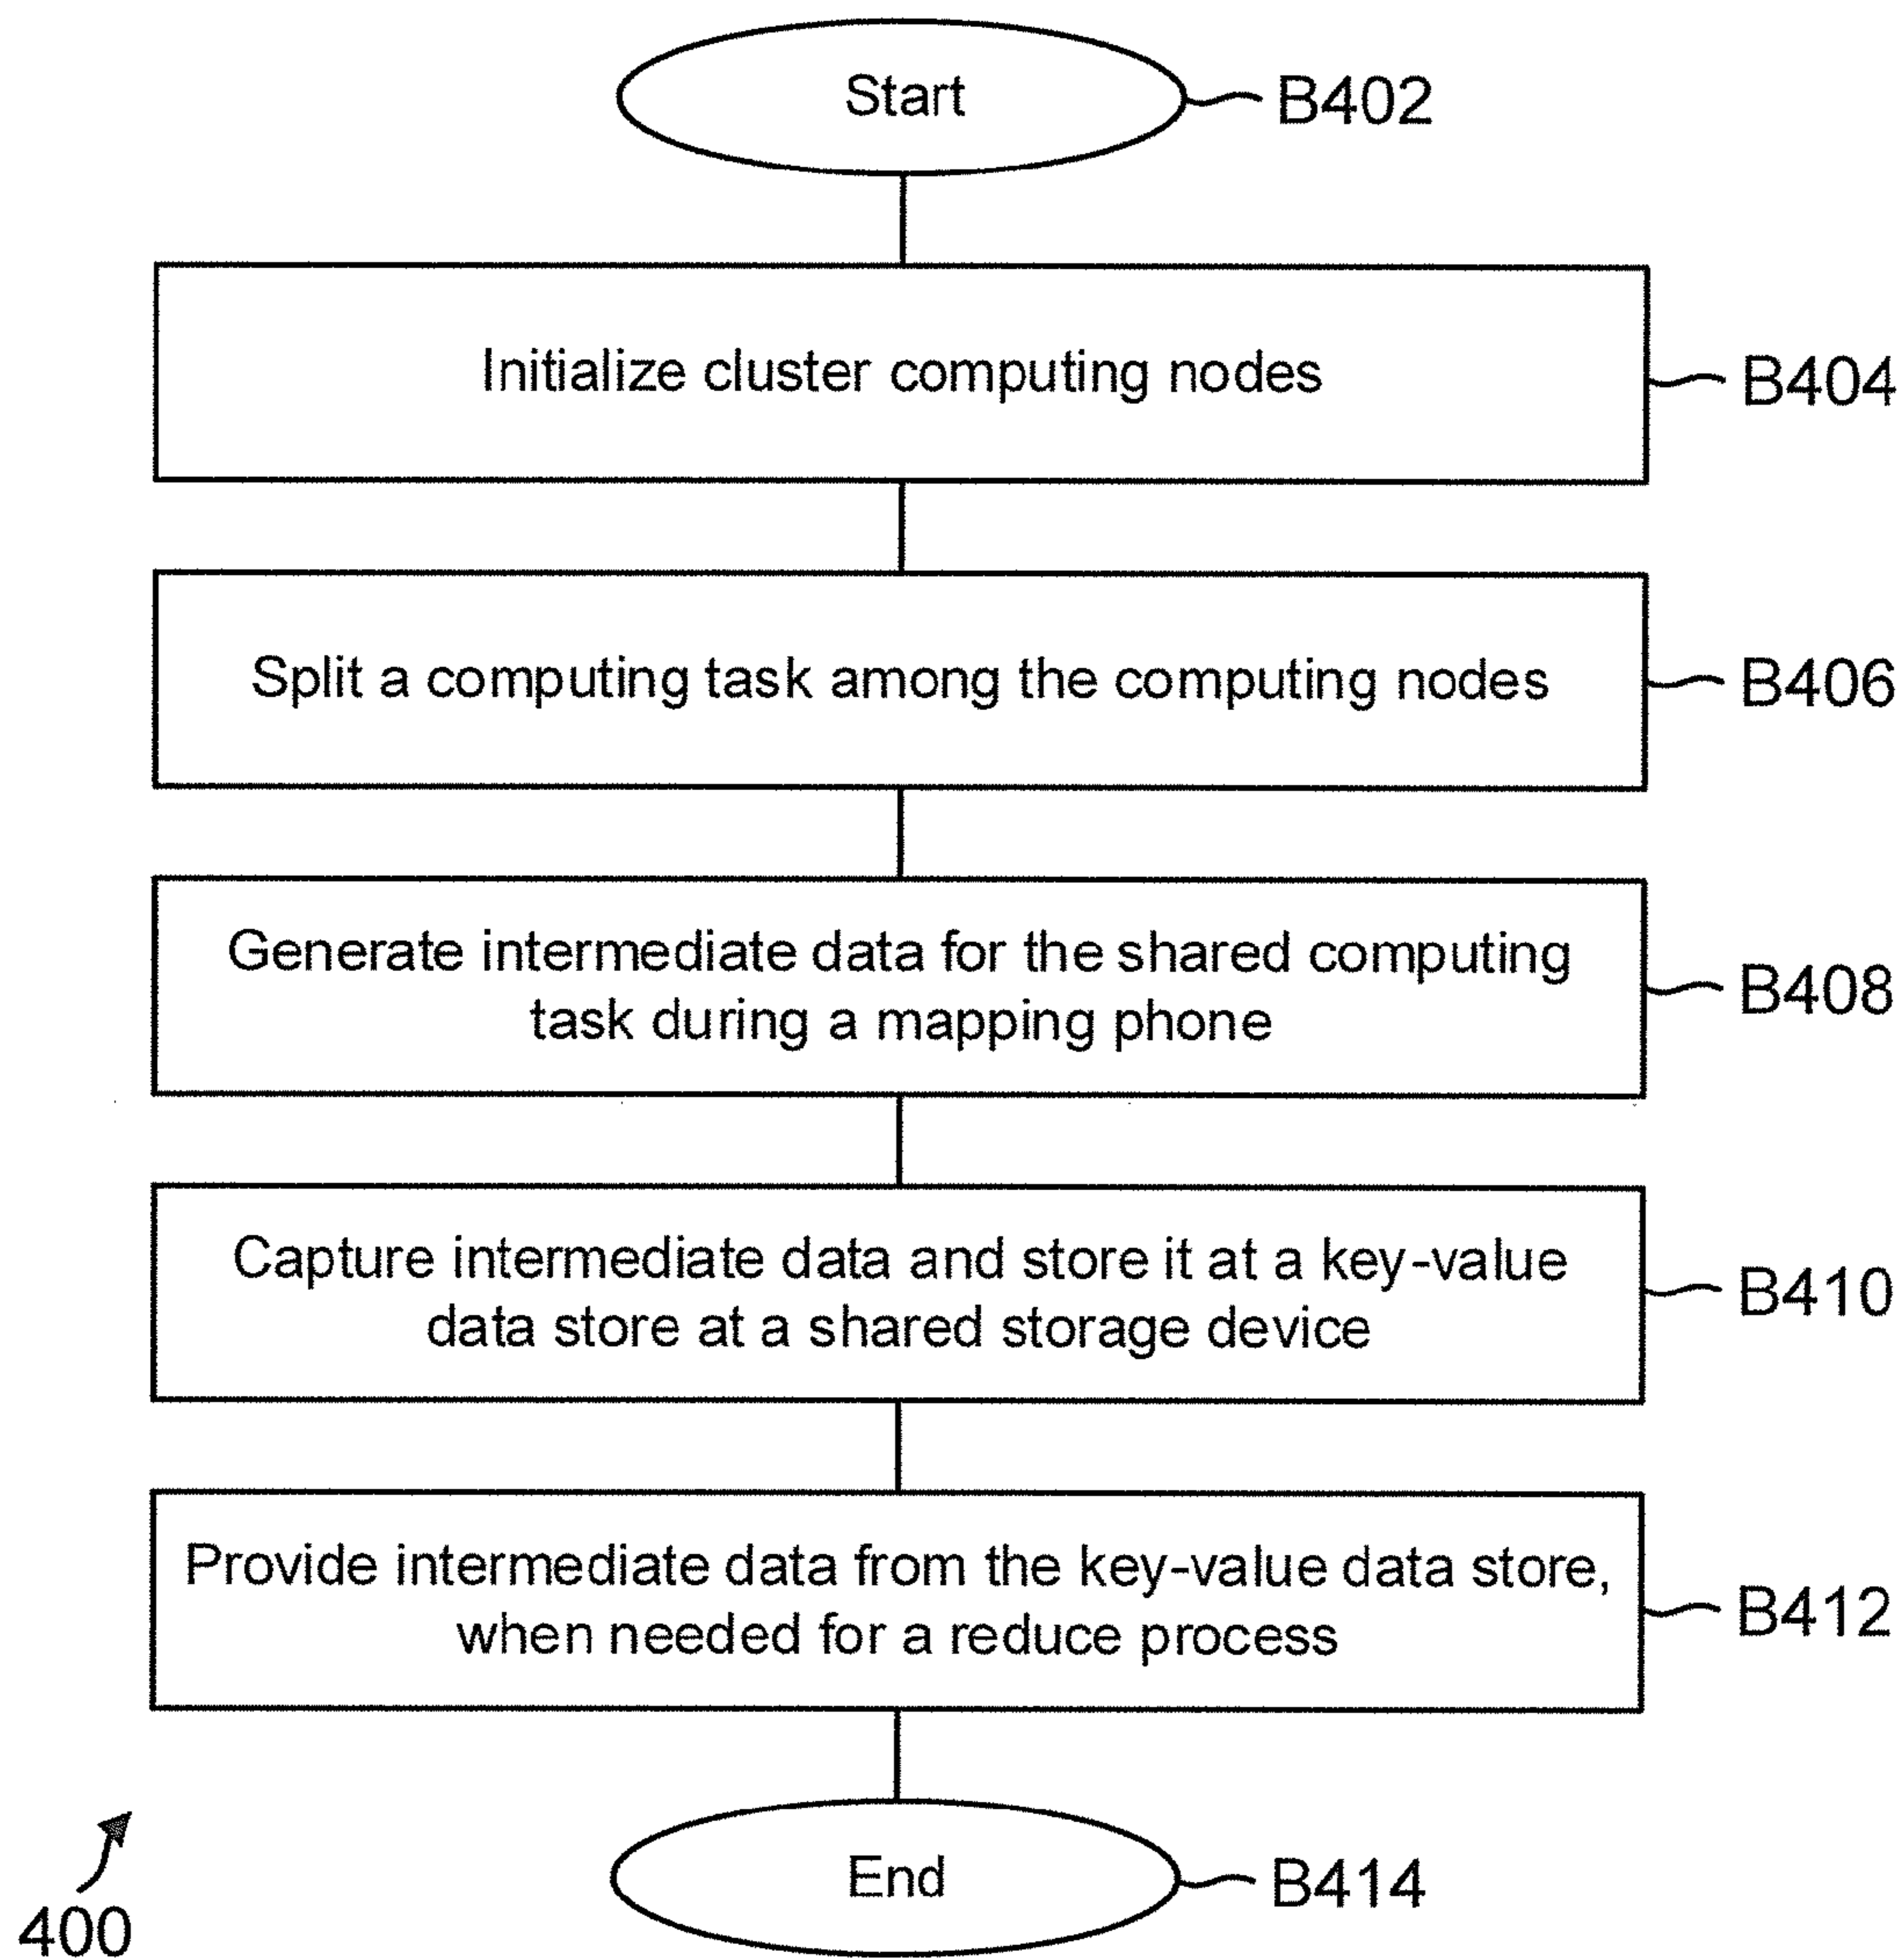 Start
B402
Initialize cluster computing nodes
B404
Split a computing task among the computing nodes
B406
Generate intermediate data for the shared computing
task during a mapping phone
B408
Capture intermediate data and store it at a key-value
data store at a shared storage device
B410
Provide intermediate data from the key-value data store,
when needed for a reduce process
B412
End
B414
400